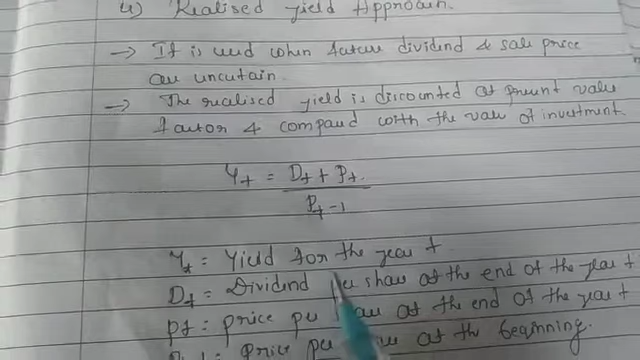 4) Realised yield Approach.
→ It is used when future dividend & sale price
are uncertain.
→ The realised yield is discounted at present value
factor & compared with the value of investment.
Yt = Dt + Pt
Pt-1
Yt = Yield for the year t
Dt = Dividend per share at the end of the year t
Pt = price per at the end of the year t
= Price per at the beginning.